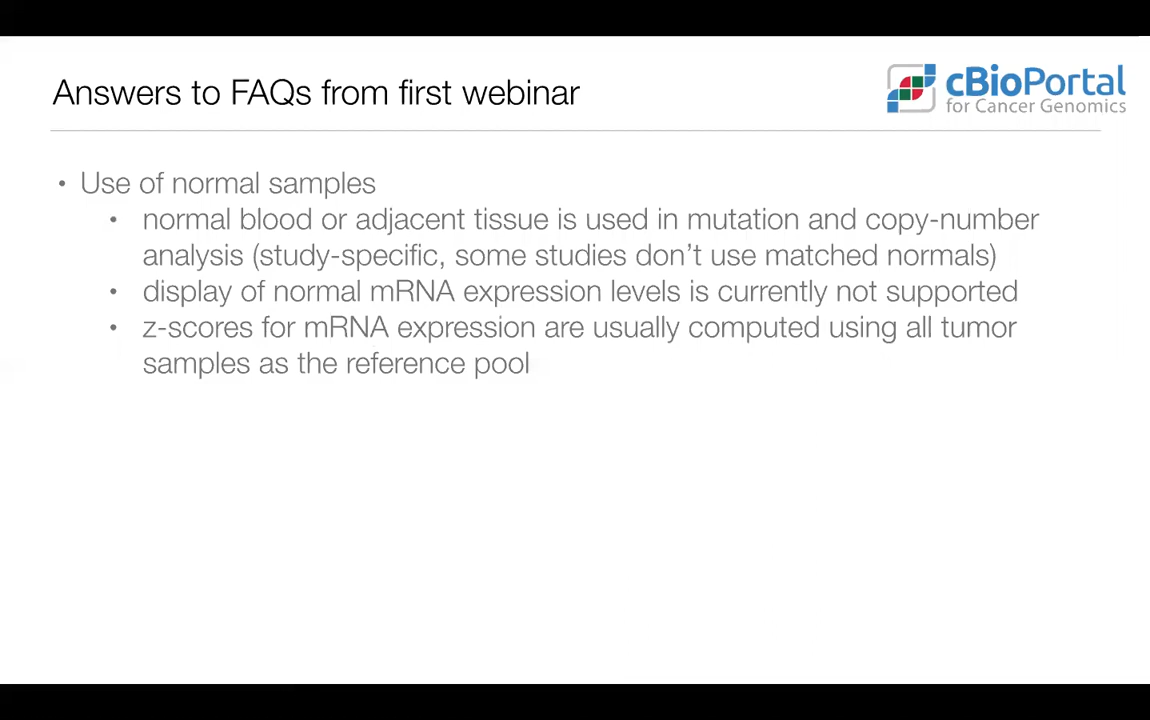 Answers to FAQs from first webinar
cBioPortal
for Cancer Genomics
• Use of normal samples
• normal blood or adjacent tissue is used in mutation and copy-number
analysis (study-specific, some studies don’t use matched normals)
• display of normal mRNA expression levels is currently not supported
• z-scores for mRNA expression are usually computed using all tumor
samples as the reference pool